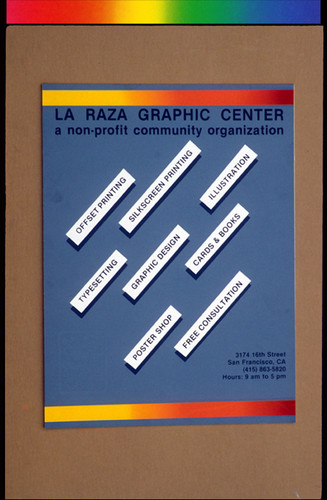 LA RAZA GRAPHIC CENTER
a non-profit community organization
OFFSET PRINTING
SILKSCREEN PRINTING
ILLUSTRATION
TYPESETTING
GRAPHIC DESIGN
CARDS & BOOKS
POSTER SHOP
FREE CONSULTATION
3174 16th Street
San Francisco, CA
(415) 863-5820
Hours: 9 am to 5 pm